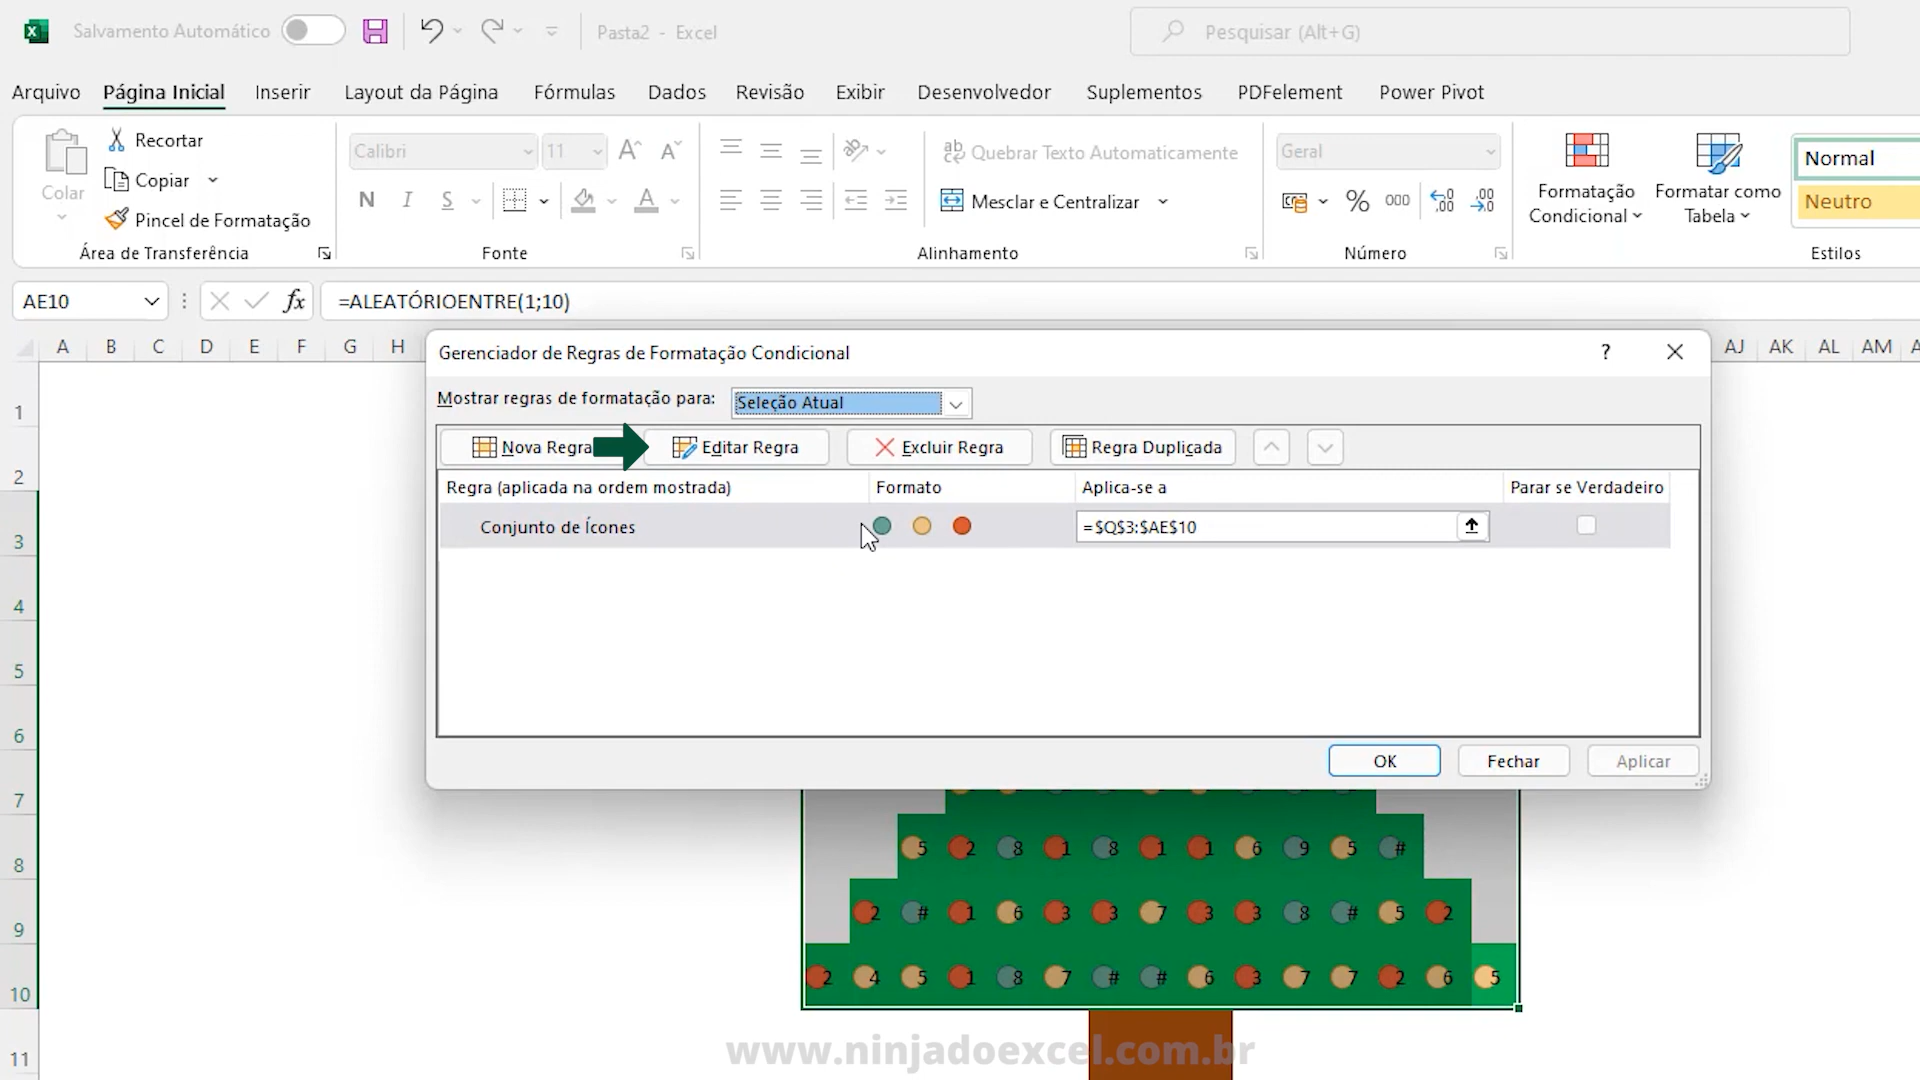 Salvamento Automático
Pasta2 - Excel
Pesquisar (Alt+G)
Arquivo Página Inicial Inserir Layout da Página Fórmulas Dados Revisão Exibir Desenvolvedor Suplementos PDFelement Power Pivot
Colar
Recortar
Copiar
Pincel de Formatação
Área de Transferência
Calibri 11
N I S
Fonte
Quebrar Texto Automaticamente
Mesclar e Centralizar
Alinhamento
Geral
% 000
Número
Formatação Condicional
Formatar como Tabela
Normal
Neutro
Estilos
AE10 fx =ALEATÓRIOENTRE(1;10)
A B C D E F G H AJ AK AL AM
Gerenciador de Regras de Formatação Condicional ?
Mostrar regras de formatação para: Seleção Atual
Nova Regra Editar Regra Excluir Regra Regra Duplicada
Regra (aplicada na ordem mostrada) Formato Aplica-se a Parar se Verdadeiro
Conjunto de Ícones =$Q$3:$AE$10
OK Fechar Aplicar
1
2
3
4
5
6
7
8 5 2 8 1 8 1 1 6 9 5 #
9 2 # 1 6 3 3 7 3 3 8 # 5 2
10 2 4 5 1 8 7 # # 6 3 7 7 2 6 5
11
www.ninjadoexcel.com.br